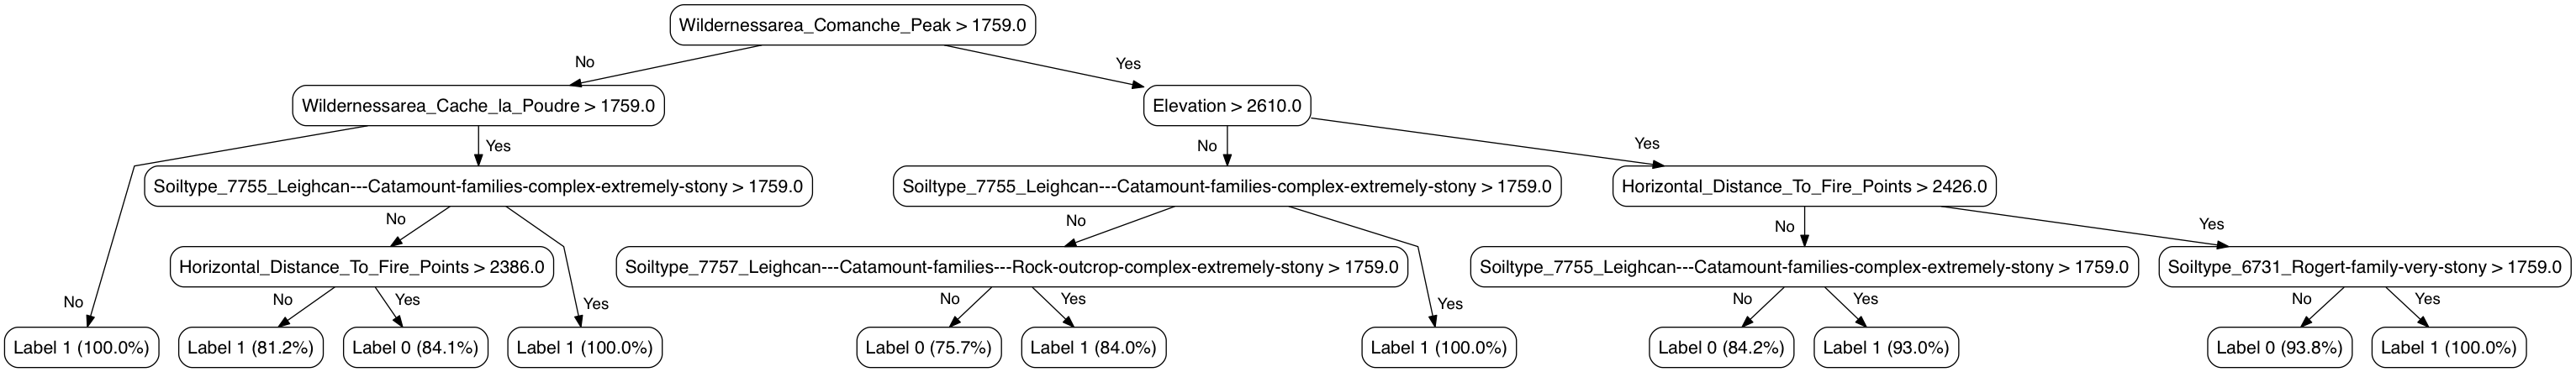 Wildernessarea_Comanche_Peak > 1759.0
No
Yes
Wildernessarea_Cache_la_Poudre > 1759.0
Elevation > 2610.0
Yes
No
Yes
Soiltype_7755_Leighcan---Catamount-families-complex-extremely-stony > 1759.0
Soiltype_7755_Leighcan---Catamount-families-complex-extremely-stony > 1759.0
Horizontal_Distance_To_Fire_Points > 2426.0
No
No
No
Yes
Horizontal_Distance_To_Fire_Points > 2386.0
Soiltype_7757_Leighcan---Catamount-families---Rock-outcrop-complex-extremely-stony > 1759.0
Soiltype_7755_Leighcan---Catamount-families-complex-extremely-stony > 1759.0
Soiltype_6731_Rogert-family-very-stony > 1759.0
No
No
Yes
Yes
No
Yes
Yes
No
Yes
No
Yes
Label 1 (100.0%)
Label 1 (81.2%)
Label 0 (84.1%)
Label 1 (100.0%)
Label 0 (75.7%)
Label 1 (84.0%)
Label 1 (100.0%)
Label 0 (84.2%)
Label 1 (93.0%)
Label 0 (93.8%)
Label 1 (100.0%)